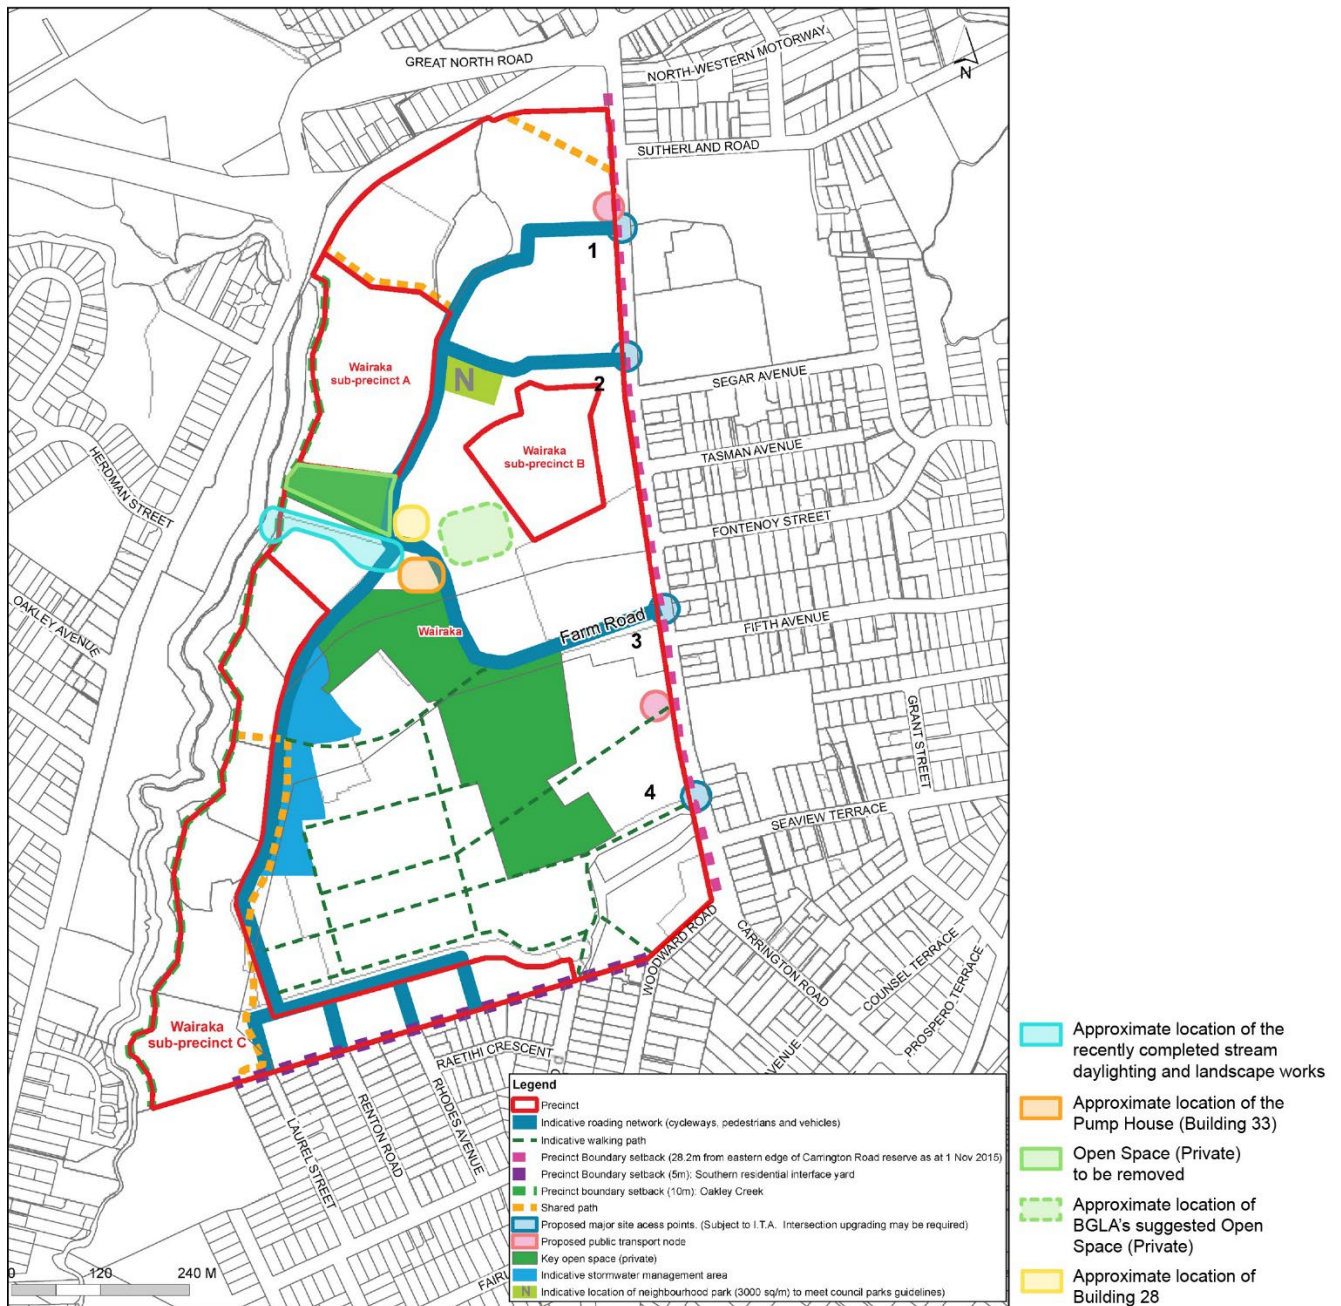 GREAT NORTH ROAD
NORTH-WESTERN MOTORWAY
N
SUTHERLAND ROAD
1
Wairaka
sub-precinct A
N
2
SEGAR AVENUE
TASMAN AVENUE
Wairaka
sub-precinct B
HERDMAN STREET
FONTENOY STREET
OAKLEY AVENUE
Wairaka
Farm Road
3
FIFTH AVENUE
GRANT STREET
4
SEAVIEW TERRACE
WOODWARD ROAD
CARRINGTON ROAD
COUNSEL TERRACE
PROSPERO TERRACE
Wairaka
sub-precinct C
RAETIHI CRESCENT
RHODES AVENUE
RENTON ROAD
LAUREL STREET
AVENUE
0 120 240 M
Legend
Precinct
Indicative roading network (cycleways, pedestrians and vehicles)
Indicative walking path
Precinct Boundary setback (28.2m from eastern edge of Carrington Road reserve as at 1 Nov 2015)
Precinct Boundary setback (5m): Southern residential interface yard
Precinct boundary setback (10m): Oakley Creek
Shared path
Proposed major site acess points. (Subject to I.T.A. Intersection upgrading may be required)
Proposed public transport node
Key open space (private)
Indicative stormwater management area
N Indicative location of neighbourhood park (3000 sq/m) to meet council parks guidelines)
Approximate location of the
recently completed stream
daylighting and landscape works
Approximate location of the
Pump House (Building 33)
Open Space (Private)
to be removed
Approximate location of
BGLA's suggested Open
Space (Private)
Approximate location of
Building 28